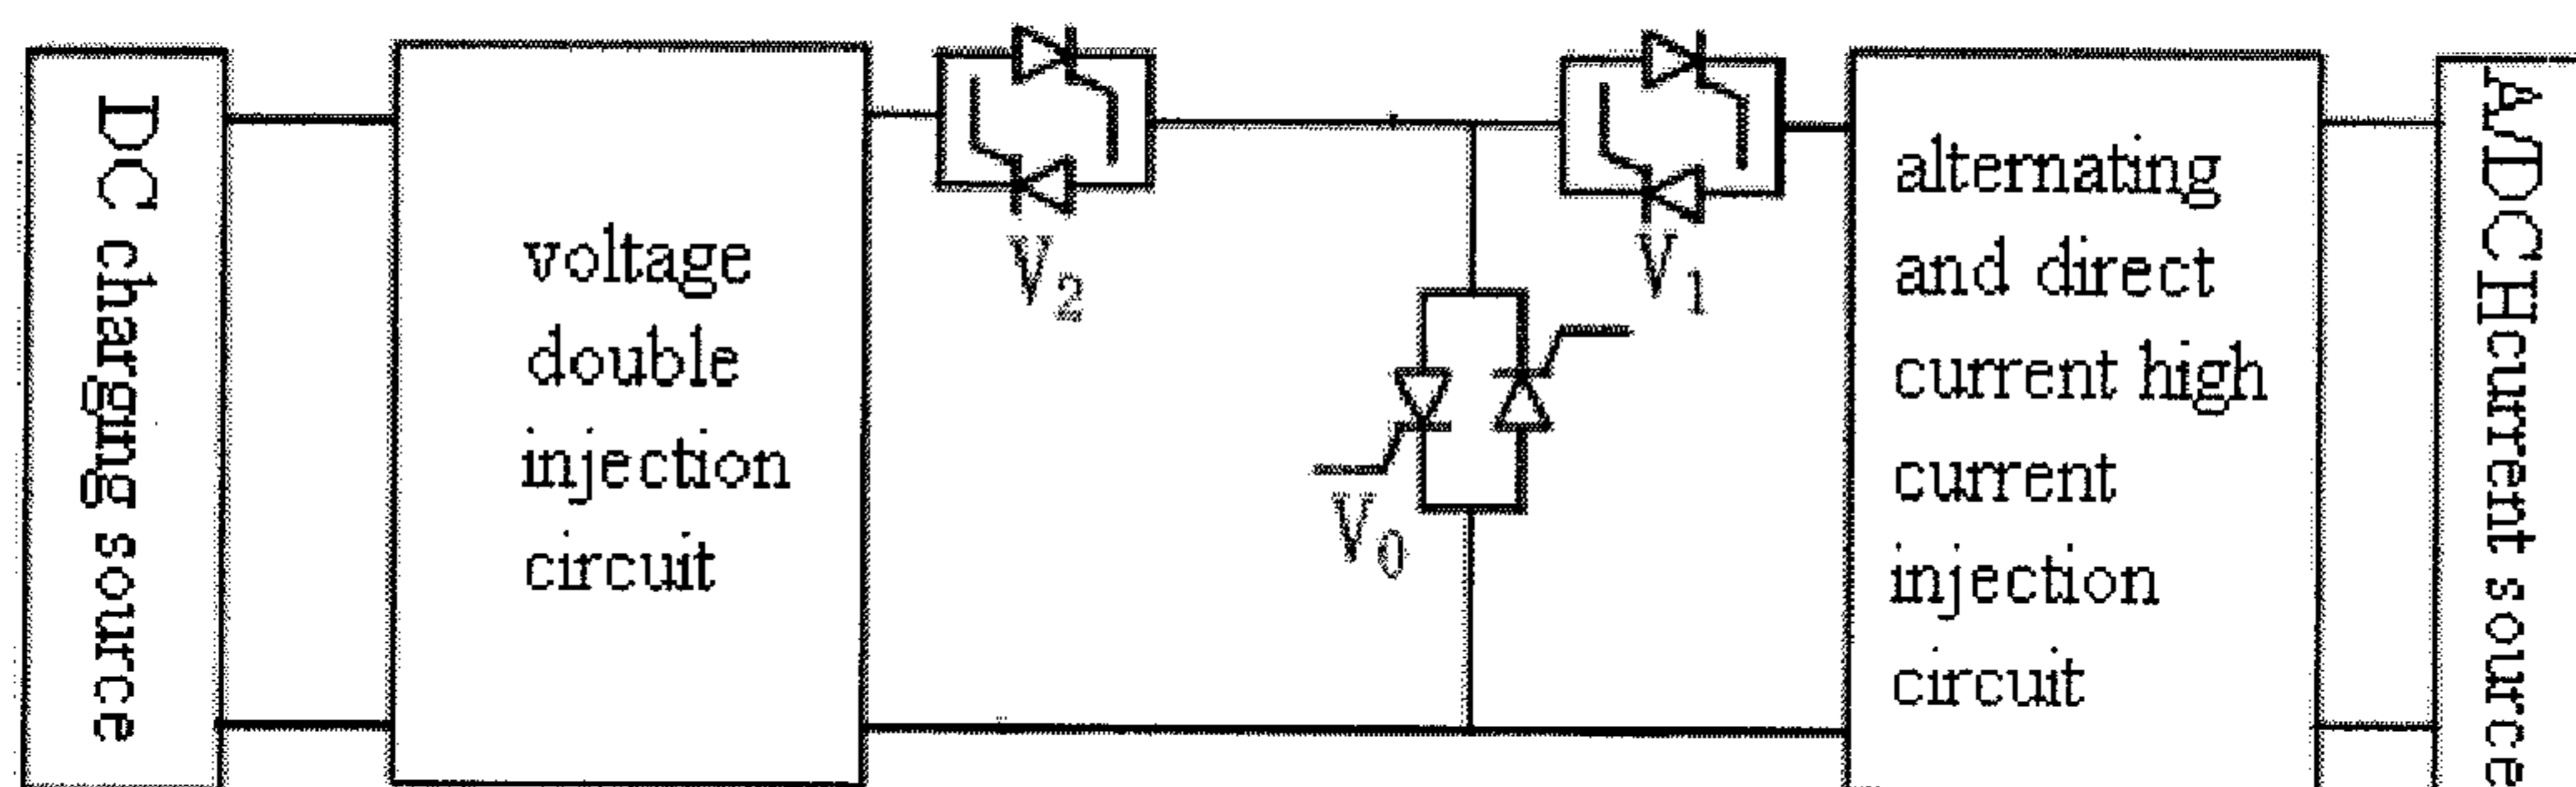 DC charging source
voltage
double
injection
circuit
V2
V0
V1
alternating
and direct
current high
current
injection
circuit
A/DCHcurrent source